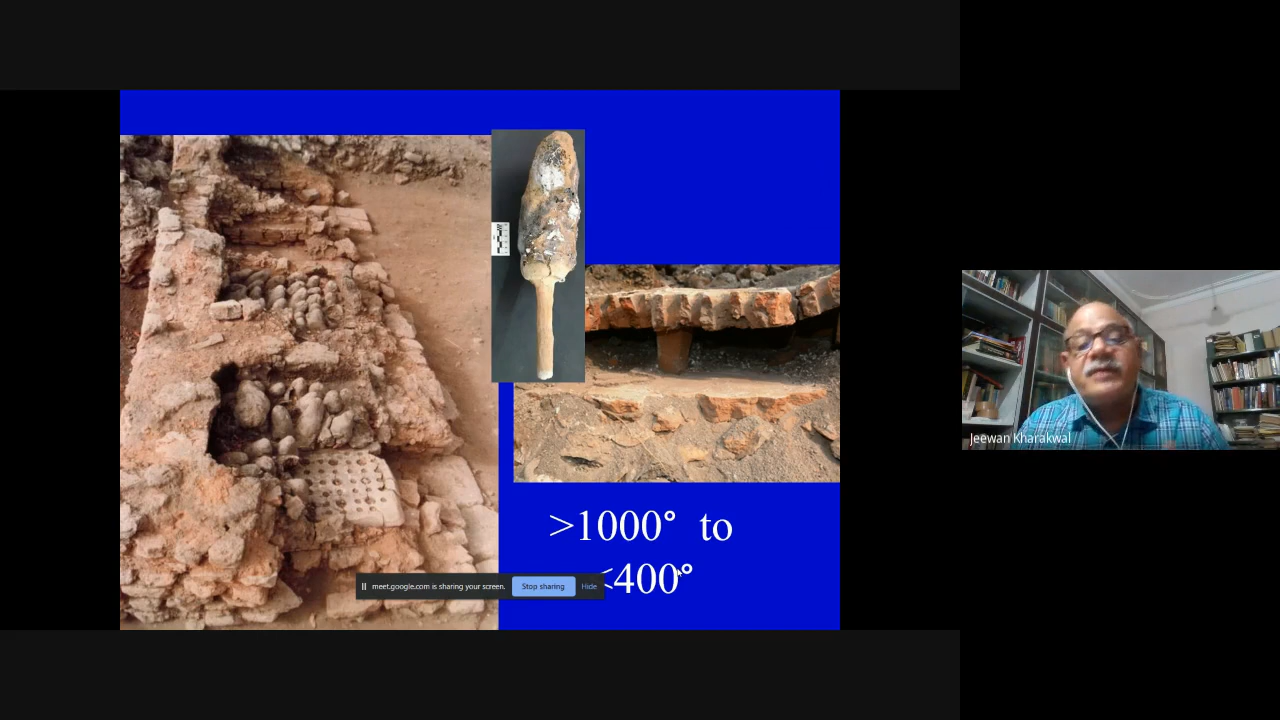 >1000° to
<400°
meet.google.com is sharing your screen. Stop sharing Hide
Jeewan Kharakwal